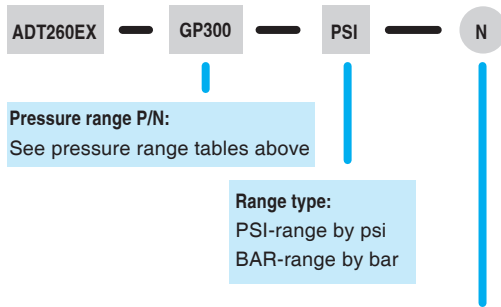 ADT260EX GP300 PSI N
Pressure range P/N:
See pressure range tables above
Range type:
PSI-range by psi
BAR-range by bar